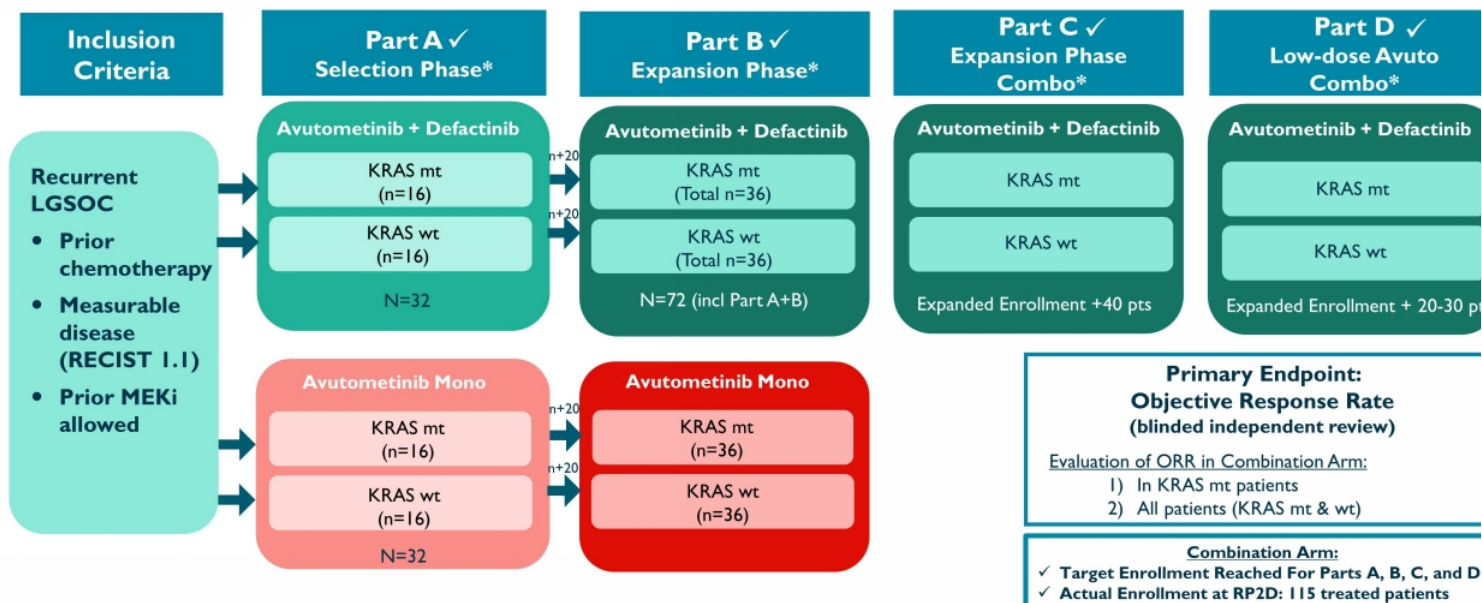 Inclusion
Criteria
Part A ✓
Selection Phase*
Part B ✓
Expansion Phase*
Part C ✓
Expansion Phase
Combo*
Part D ✓
Low-dose Avuto
Combo*
Recurrent
LGSOC
• Prior
chemotherapy
• Measurable
disease
(RECIST 1.1)
• Prior MEKi
allowed
Avutometinib + Defactinib
KRAS mt
(n=16)
KRAS wt
(n=16)
N=32
n+20
n+20
Avutometinib + Defactinib
KRAS mt
(Total n=36)
KRAS wt
(Total n=36)
N=72 (incl Part A+B)
Avutometinib + Defactinib
KRAS mt
KRAS wt
Expanded Enrollment +40 pts
Avutometinib + Defactinib
KRAS mt
KRAS wt
Expanded Enrollment + 20-30 pt
Avutometinib Mono
KRAS mt
(n=16)
KRAS wt
(n=16)
N=32
n+20
n+20
Avutometinib Mono
KRAS mt
(n=36)
KRAS wt
(n=36)
Primary Endpoint:
Objective Response Rate
(blinded independent review)
Evaluation of ORR in Combination Arm:
1) In KRAS mt patients
2) All patients (KRAS mt & wt)
Combination Arm:
✓ Target Enrollment Reached For Parts A, B, C, and D
✓ Actual Enrollment at RP2D: 115 treated patients